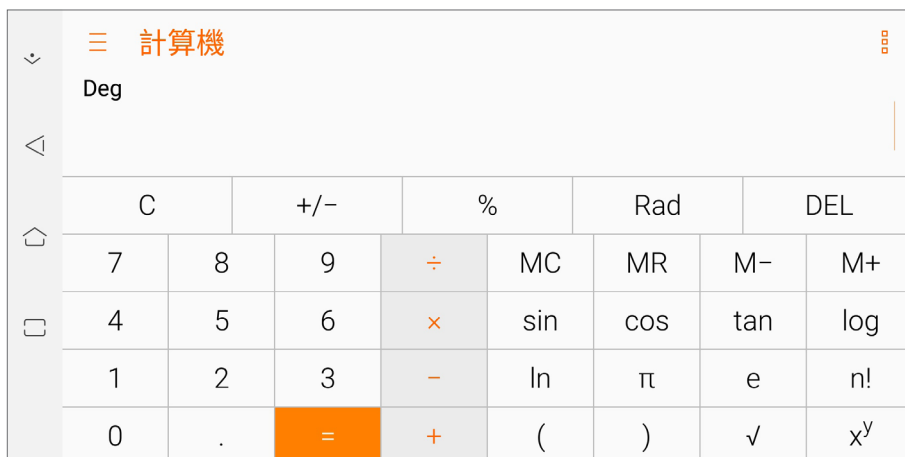 計算機
Deg
C +/− % Rad DEL
7 8 9 ÷ MC MR M− M+
4 5 6 × sin cos tan log
1 2 3 − ln π e n!
0 . = + ( ) √ xʸ